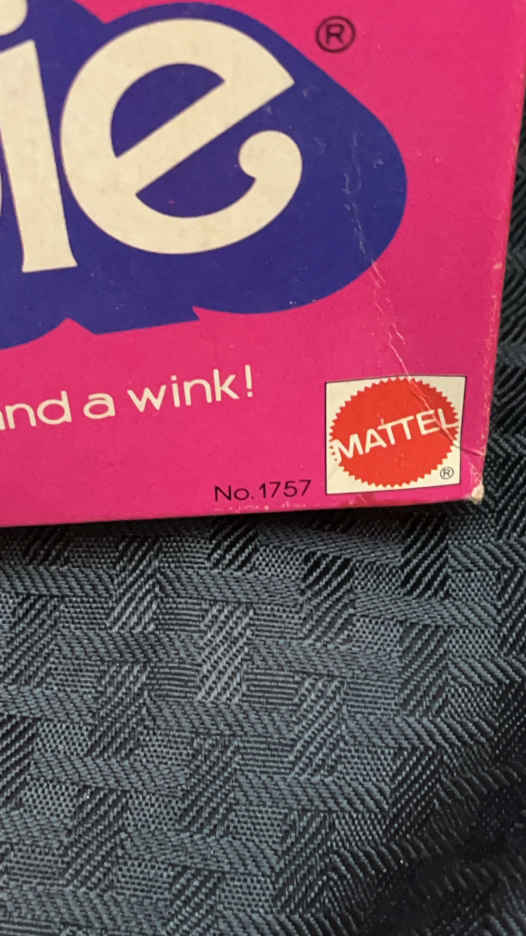 ie ®
and a wink!
MATTEL
®
No. 1757